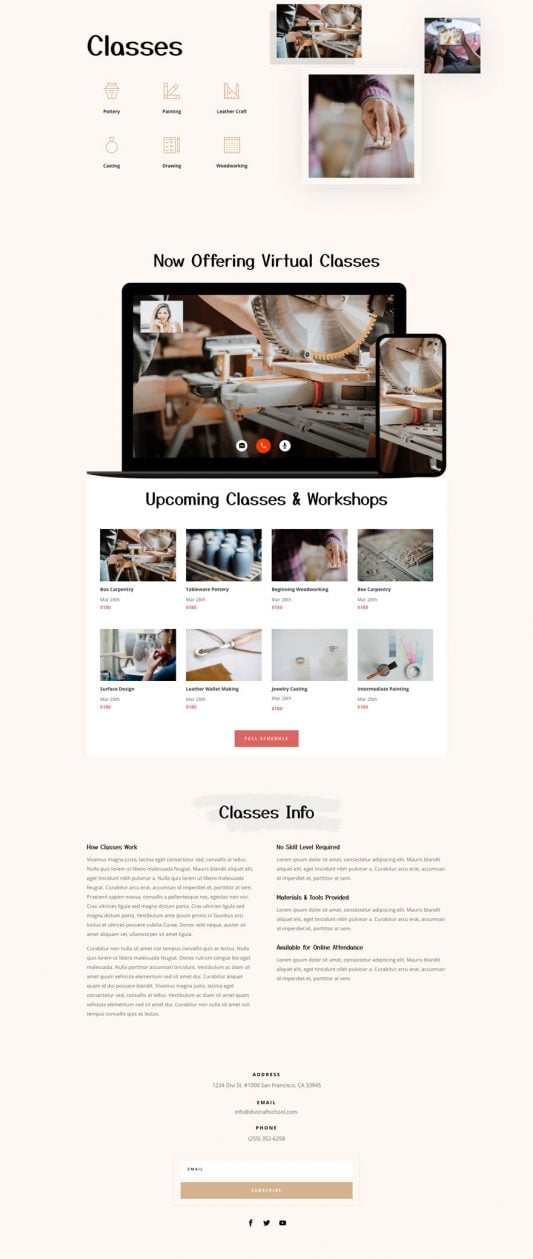 Classes
Pottery
Painting
Leather Craft
Casting
Drawing
Woodworking
Now Offering Virtual Classes
Upcoming Classes & Workshops
Box Carpentry
Mar 28th
$180
Tableware Pottery
Mar 28th
$180
Beginning Woodworking
Mar 28th
$180
Box Carpentry
Mar 28th
$180
Surface Design
Mar 28th
$180
Leather Wallet Making
Mar 28th
$180
Jewelry Casting
Mar 28th
$180
Intermediate Painting
Mar 28th
$180
FULL SCHEDULE
Classes Info
How Classes Work
Vivamus magna justo, lacinia eget consectetur sed, convallis at tellus.
Nulla quis lorem ut libero malesuada feugiat. Mauris blandit aliquet elit,
eget tincidunt nibh pulvinar a. Nulla quis lorem ut libero malesuada
feugiat. Curabitur arcu erat, accumsan id imperdiet et, porttitor at sem.
Praesent sapien massa, convallis a pellentesque nec, egestas non nisi.
Cras ultricies ligula sed magna dictum porta. Cras ultricies ligula sed
magna dictum porta. Vestibulum ante ipsum primis in faucibus orci
luctus et ultrices posuere cubilia Curae; Donec velit neque, auctor sit
amet aliquam vel, ullamcorper sit amet ligula.
Curabitur non nulla sit amet nisl tempus convallis quis ac lectus. Nulla
quis lorem ut libero malesuada feugiat. Donec rutrum congue leo eget
malesuada. Nulla porttitor accumsan tincidunt. Vestibulum ac diam sit
amet quam vehicula elementum sed sit amet dui. Curabitur aliquet
quam id dui posuere blandit. Vivamus magna justo, lacinia eget
consectetur sed, convallis at tellus. Vestibulum ac diam sit amet quam
vehicula elementum sed sit amet dui. Curabitur non nulla sit amet nisl
tempus convallis quis ac lectus.
No Skill Level Required
Lorem ipsum dolor sit amet, consectetur adipiscing elit. Mauris blandit
aliquet elit, eget tincidunt nibh pulvinar a. Curabitur arcu erat, accumsan
id imperdiet et, porttitor at sem.
Materials & Tools Provided
Lorem ipsum dolor sit amet, consectetur adipiscing elit. Mauris blandit
aliquet elit, eget tincidunt nibh pulvinar a. Curabitur arcu erat, accumsan
id imperdiet et, porttitor at sem.
Available for Online Attendance
Lorem ipsum dolor sit amet, consectetur adipiscing elit. Mauris blandit
aliquet elit, eget tincidunt nibh pulvinar a. Curabitur arcu erat, accumsan
id imperdiet et, porttitor at sem.
ADDRESS
1234 Divi St. #1000 San Francisco, CA 33945
EMAIL
info@divicraftschool.com
PHONE
(255) 352-6258
EMAIL
SUBSCRIBE